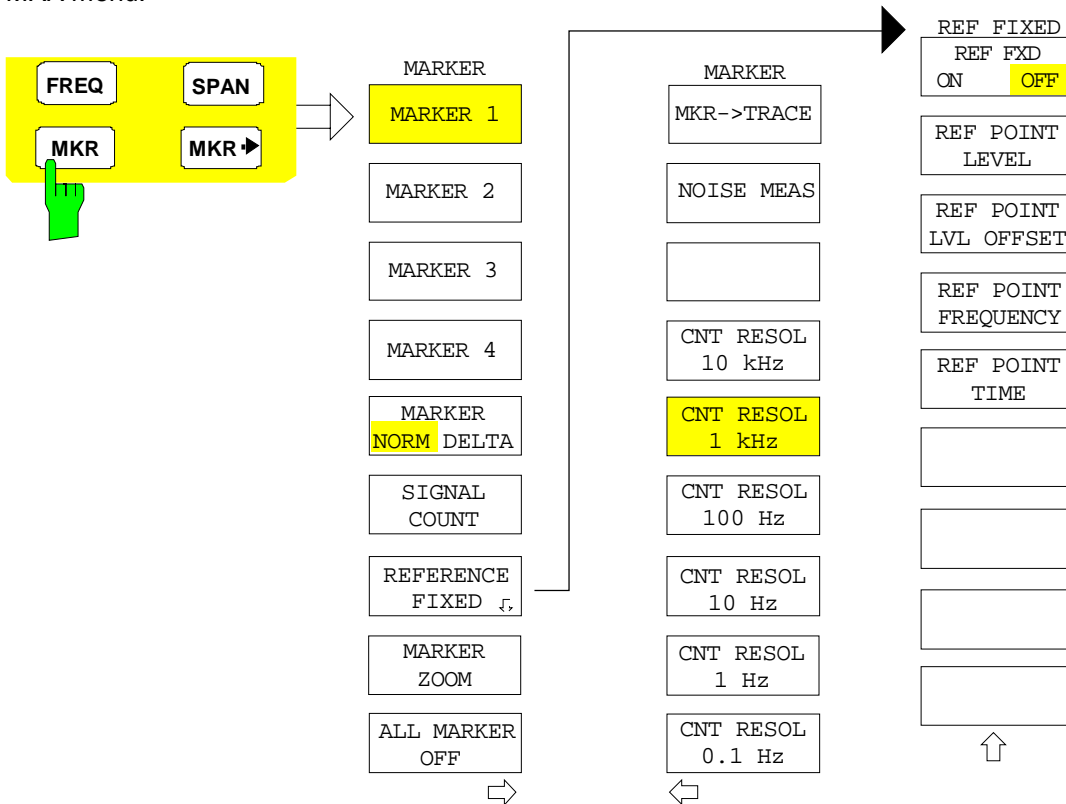 FREQ
SPAN
MKR
MKR
MARKER
MARKER 1
MARKER 2
MARKER 3
MARKER 4
MARKER
NORM DELTA
SIGNAL
COUNT
REFERENCE
FIXED
MARKER
ZOOM
ALL MARKER
OFF
MARKER
MKR->TRACE
NOISE MEAS
CNT RESOL
10 kHz
CNT RESOL
1 kHz
CNT RESOL
100 Hz
CNT RESOL
10 Hz
CNT RESOL
1 Hz
CNT RESOL
0.1 Hz
REF FIXED
REF FXD
ON OFF
REF POINT
LEVEL
REF POINT
LVL OFFSET
REF POINT
FREQUENCY
REF POINT
TIME